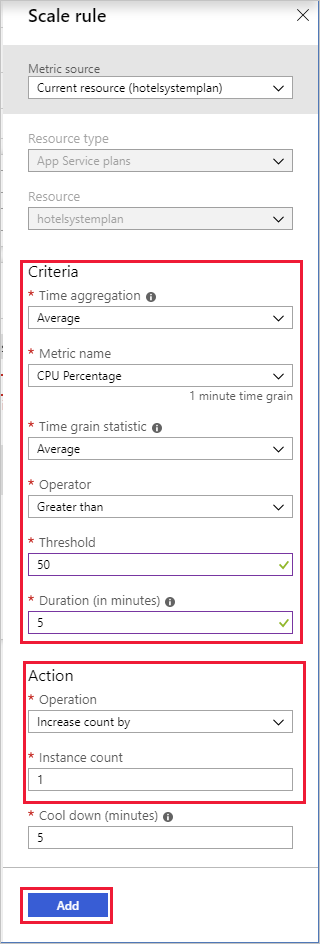 Scale rule
Metric source
Current resource (hotelsystemplan)
Resource type
App Service plans
Resource
hotelsystemplan
Criteria
* Time aggregation
Average
* Metric name
CPU Percentage
1 minute time grain
* Time grain statistic
Average
* Operator
Greater than
* Threshold
50
* Duration (in minutes)
5
Action
* Operation
Increase count by
* Instance count
1
* Cool down (minutes)
5
Add